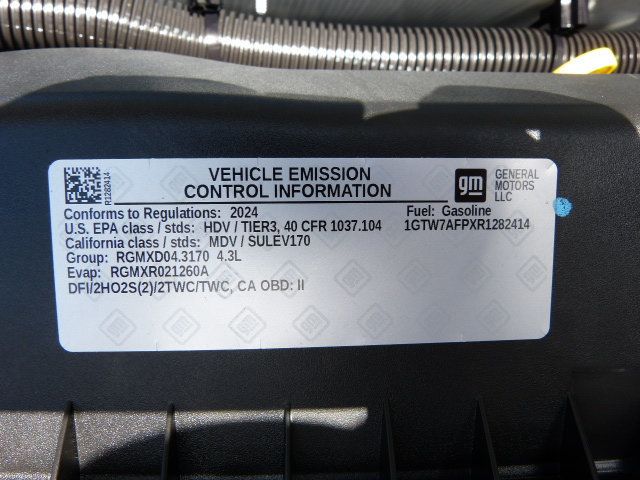 VEHICLE EMISSION
CONTROL INFORMATION
gm
GENERAL
MOTORS
LLC
R1282414
Conforms to Regulations: 2024
Fuel: Gasoline
U.S. EPA class / stds: HDV / TIER3, 40 CFR 1037.104
1GTW7AFPXR1282414
California class / stds: MDV / SULEV170
Group: RGMXD04.3170 4.3L
Evap: RGMXR021260A
DFI/2HO2S(2)/2TWC/TWC, CA OBD: II